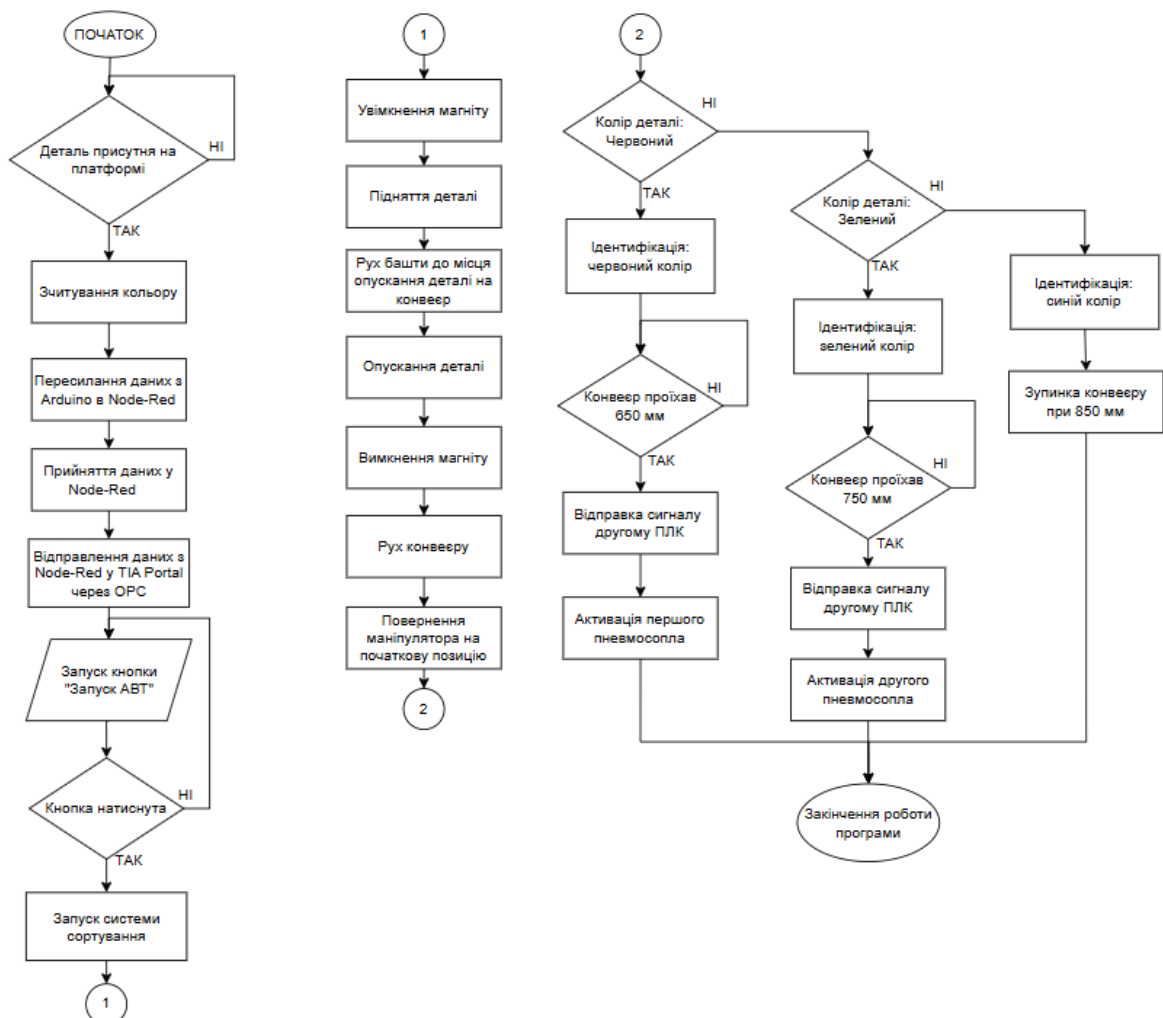 ПОЧАТОК
Деталь присутня на
платформі
НІ
ТАК
Зчитування кольору
Пересилання даних з
Arduino в Node-Red
Прийняття даних у
Node-Red
Відправлення даних з
Node-Red у TIA Portal
через OPC
Запуск кнопки
"Запуск АВТ"
Кнопка натиснута
НІ
ТАК
Запуск системи
сортування
1
1
Увімкнення магніту
Підняття деталі
Рух башти до місця
опускання деталі на
конвеєр
Опускання деталі
Вимкнення магніту
Рух конвеєру
Повернення
маніпулятора на
початкову позицію
2
2
Колір деталі:
Червоний
НІ
ТАК
Ідентифікація:
червоний колір
Конвеєр проїхав
650 мм
НІ
ТАК
Відправка сигналу
другому ПЛК
Активація першого
пневмосопла
Колір деталі:
Зелений
НІ
ТАК
Ідентифікація:
зелений колір
Конвеєр проїхав
750 мм
НІ
ТАК
Відправка сигналу
другому ПЛК
Активація другого
пневмосопла
Ідентифікація:
синій колір
Зупинка конвеєру
при 850 мм
Закінчення роботи
програми